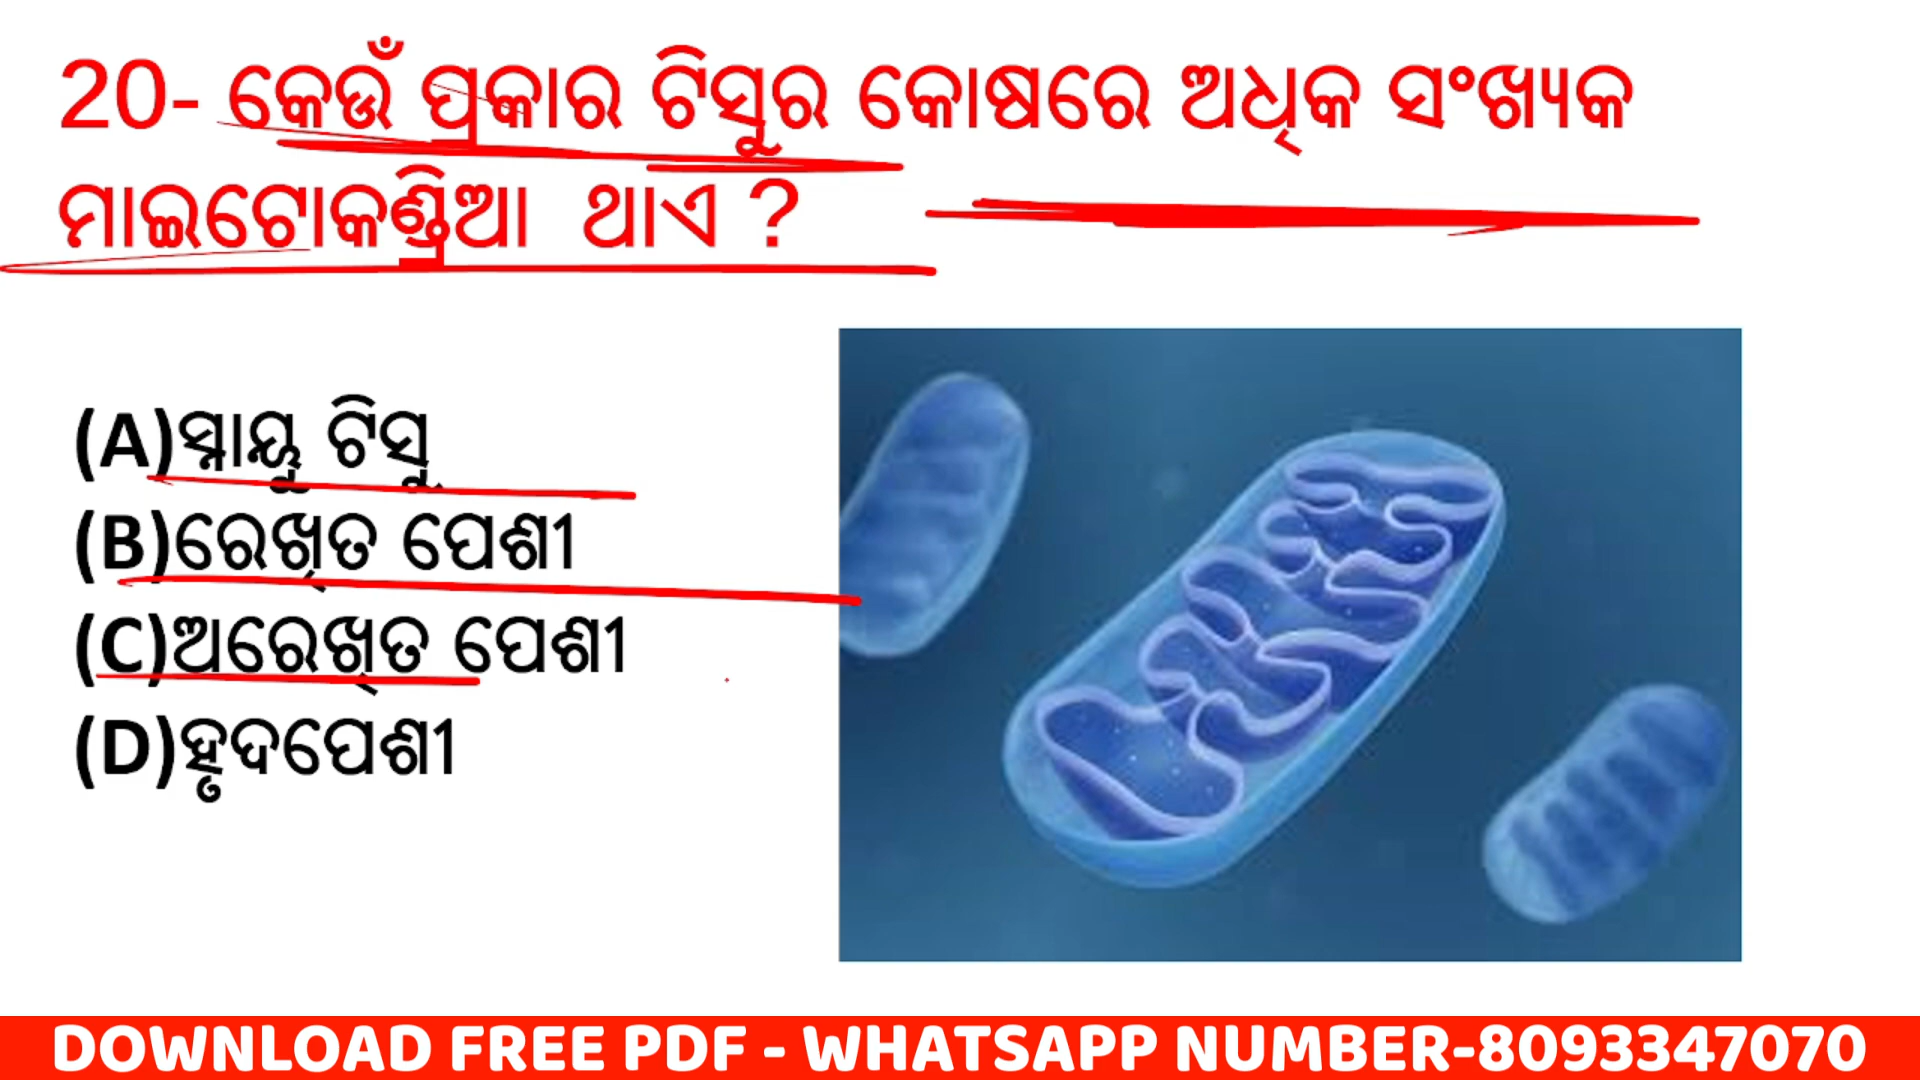 20- କେଉଁ ପ୍ରକାର ଟିସୁର କୋଷରେ ଅଧିକ ସଂଖ୍ୟକ
ମାଇଟୋକଣ୍ଡ୍ରିଆ ଥାଏ ?
(A)ସ୍ନାୟୁ ଟିସୁ
(B)ରେଖିତ ପେଶୀ
(C)ଅରେଖିତ ପେଶୀ
(D)ହୃଦପେଶୀ
DOWNLOAD FREE PDF - WHATSAPP NUMBER-8093347070